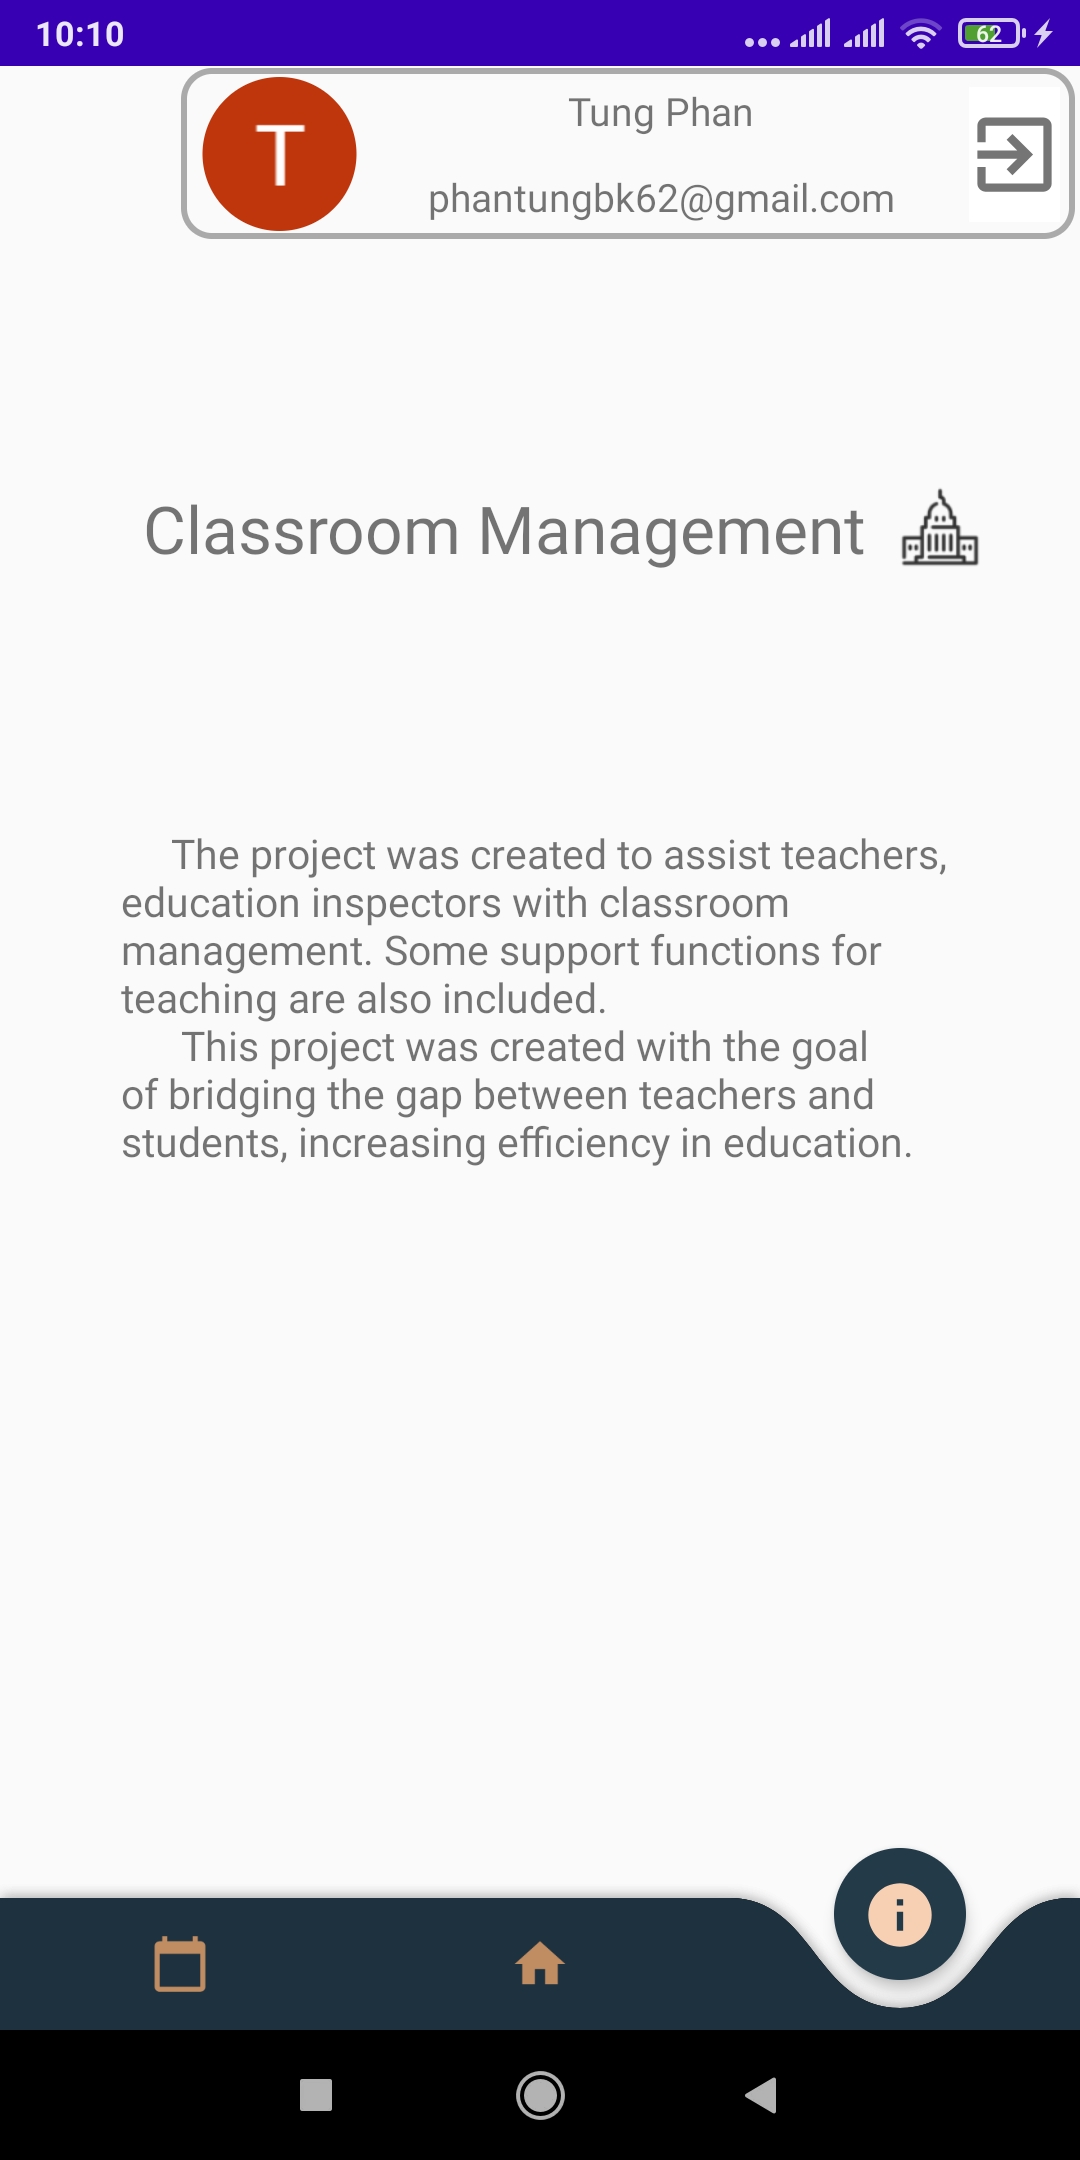 10:10
62
T
Tung Phan
phantungbk62@gmail.com
Classroom Management
The project was created to assist teachers,
education inspectors with classroom
management. Some support functions for
teaching are also included.
This project was created with the goal
of bridging the gap between teachers and
students, increasing efficiency in education.